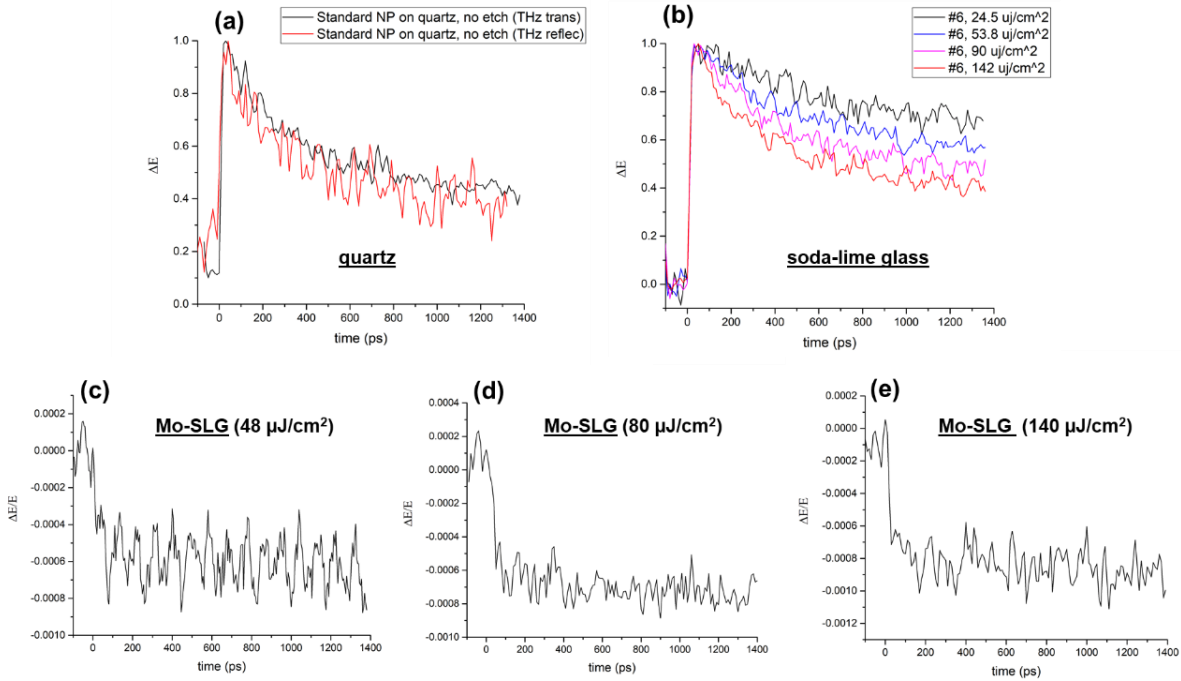 (a)
Standard NP on quartz, no etch (THz trans)
Standard NP on quartz, no etch (THz reflec)
1.0
0.8
0.6
0.4
0.2
0.0
ΔE
quartz
0 200 400 600 800 1000 1200 1400
time (ps)
(b)
#6, 24.5 uj/cm^2
#6, 53.8 uj/cm^2
#6, 90 uj/cm^2
#6, 142 uj/cm^2
1.0
0.8
0.6
0.4
0.2
0.0
ΔE
soda-lime glass
0 200 400 600 800 1000 1200 1400
time (ps)
(c)
Mo-SLG (48 µJ/cm²)
0.0002
0.0000
-0.0002
-0.0004
-0.0006
-0.0008
-0.0010
ΔE/E
0 200 400 600 800 1000 1200 1400
time (ps)
(d)
Mo-SLG (80 µJ/cm²)
0.0004
0.0002
0.0000
-0.0002
-0.0004
-0.0006
-0.0008
-0.0010
ΔE/E
0 200 400 600 800 1000 1200 1400
time (ps)
(e)
Mo-SLG (140 µJ/cm²)
0.0002
0.0000
-0.0002
-0.0004
-0.0006
-0.0008
-0.0010
-0.0012
ΔE/E
0 200 400 600 800 1000 1200 1400
time (ps)